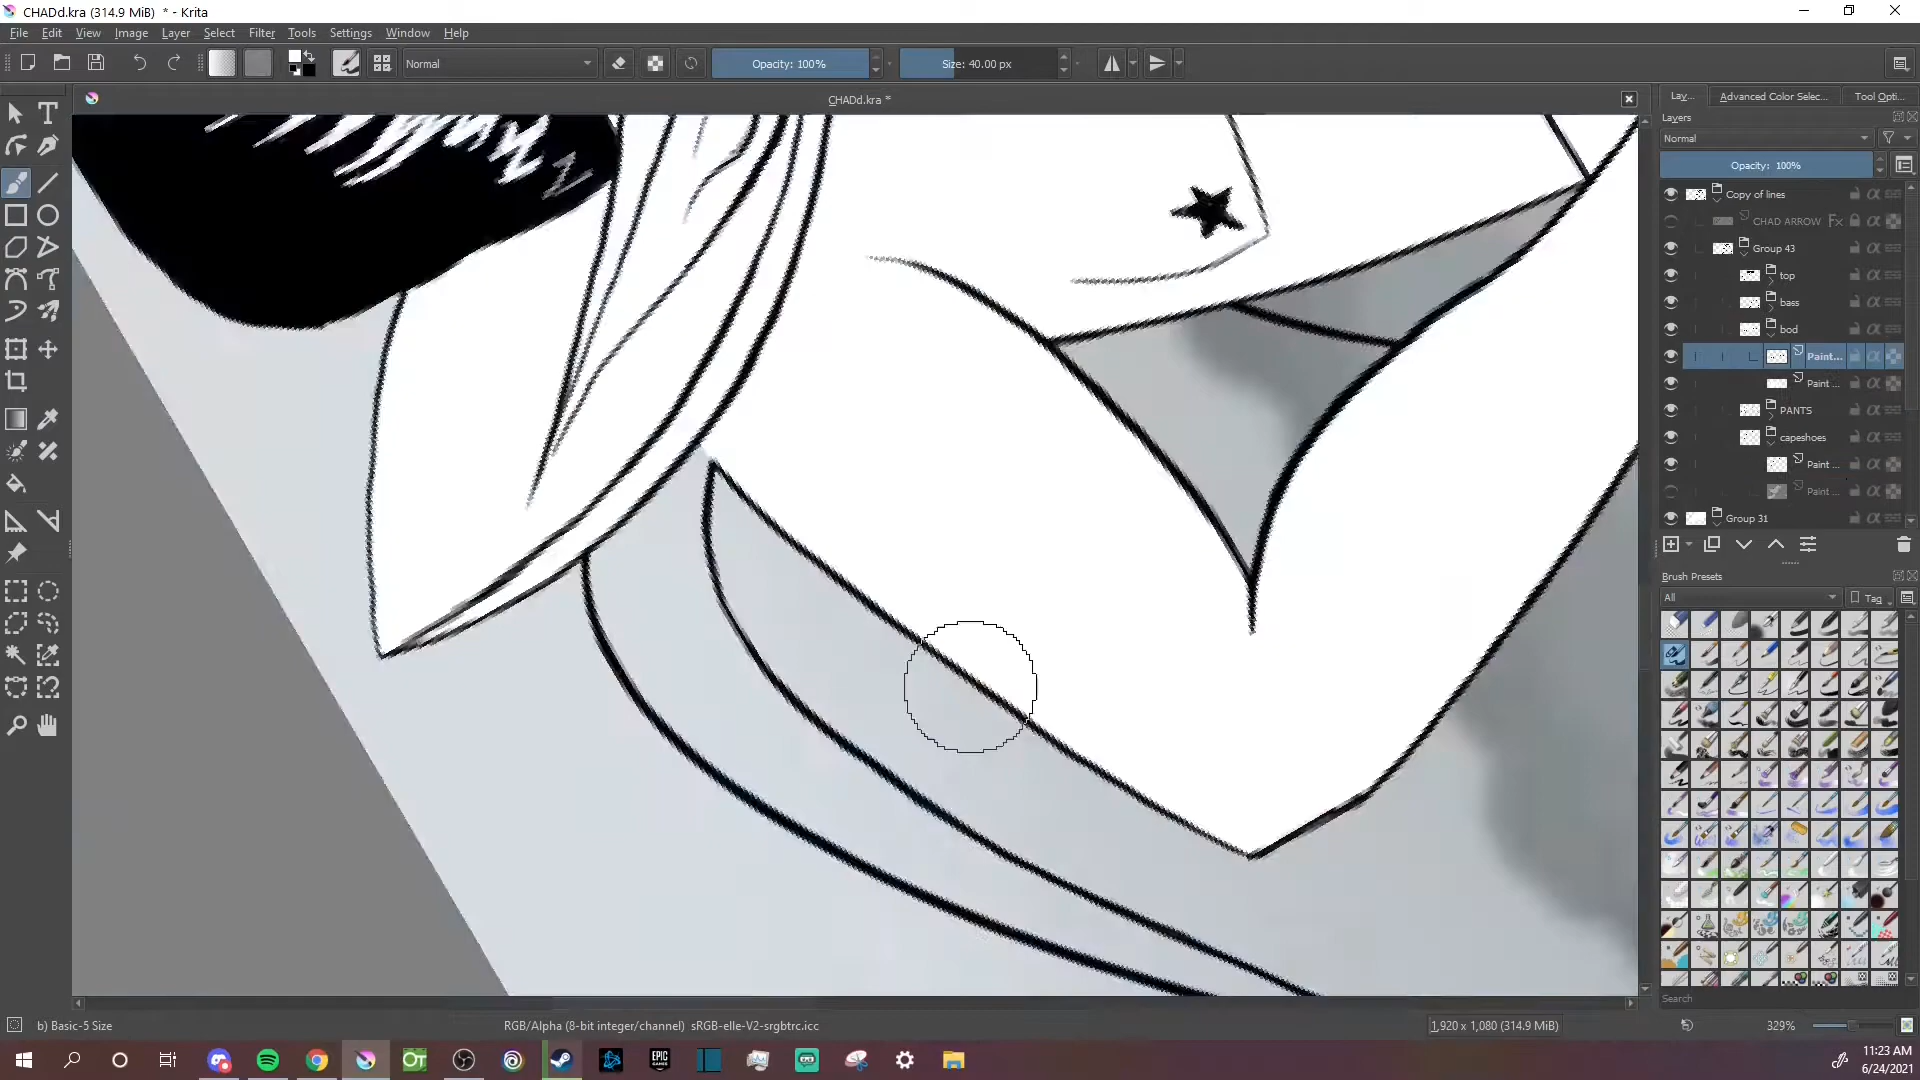 CHADd.kra (314.9 MiB) * - Krita
File Edit View Image Layer Select Filter Tools Settings Window Help
Normal Opacity: 100% Size: 40.00 px
CHADd.kra *
Lay... Advanced Color Selec... Tool Opti...
Layers
Normal
Opacity: 100%
Copy of lines
CHAD ARROW Fx
Group 43
top
bass
bod
Paint...
Paint ...
PANTS
capeshoes
Paint ...
Paint ...
Group 31
Brush Presets
All Tag
Search
b) Basic-5 Size RGB/Alpha (8-bit integer/channel) sRGB-elle-V2-srgbtrc.icc 1,920 x 1,080 (314.9 MiB) 329%
OT
EPIC GAMES
11:23 AM
6/24/2021